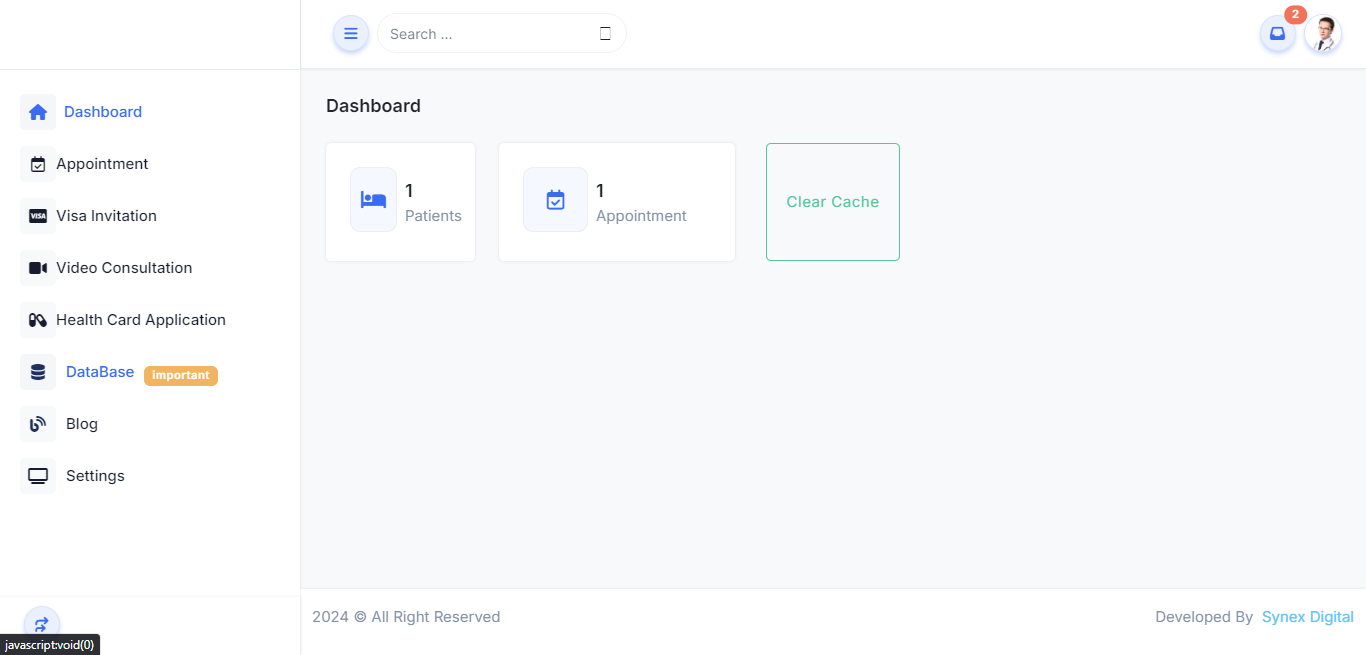 Search ...
2
Dashboard
Appointment
VISA Visa Invitation
Video Consultation
Health Card Application
DataBase important
Blog
Settings
Dashboard
1
Patients
1
Appointment
Clear Cache
2024 © All Right Reserved
Developed By Synex Digital
javascript:void(0)